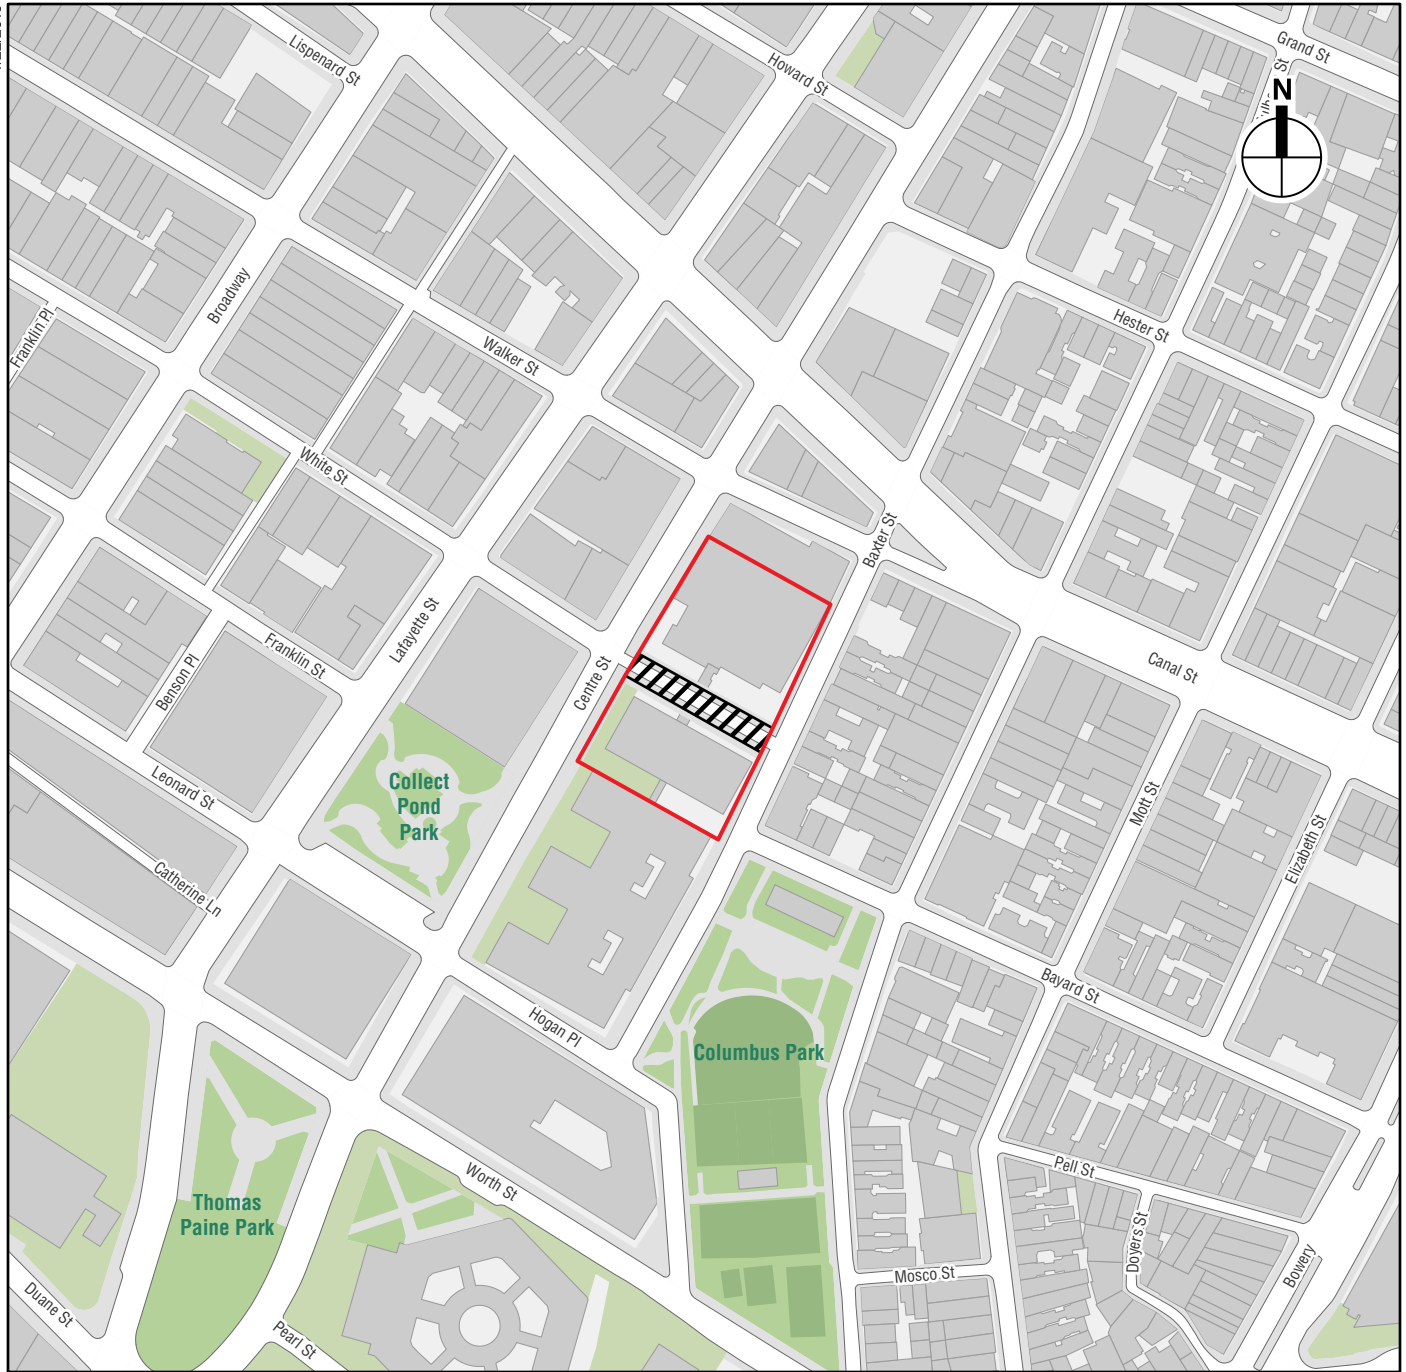 Lispenard St
Howard St
Grand St
N
Broadway
Franklin Pl
Walker St
Hester St
White St
Baxter St
Lafayette St
Franklin St
Benson Pl
Centre St
Canal St
Leonard St
Collect
Pond
Park
Mott St
Elizabeth St
Catherine Ln
Bayard St
Hogan Pl
Columbus Park
Worth St
Pell St
Thomas
Paine Park
Doyers St
Mosco St
Bowery
Duane St
Pearl St